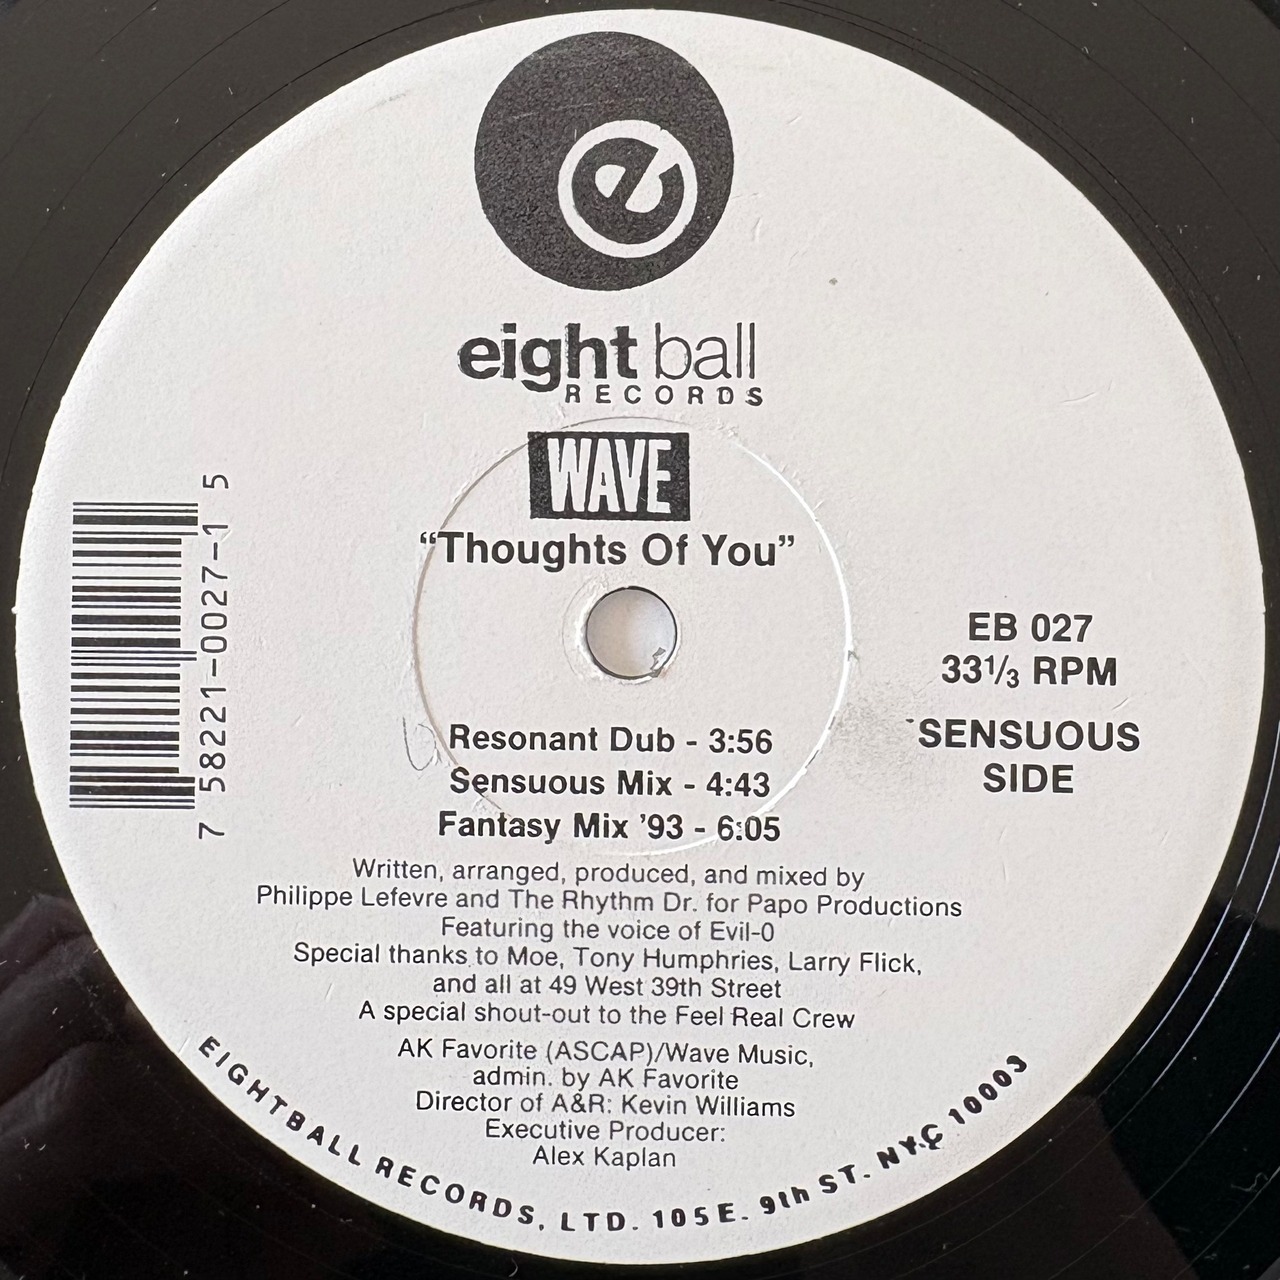 e
eight ball
RECORDS
WAVE
“Thoughts Of You”
EB 027
33⅓ RPM
SENSUOUS
SIDE
7 58221-0027-1 5
Resonant Dub - 3:56
Sensuous Mix - 4:43
Fantasy Mix ’93 - 6:05
Written, arranged, produced, and mixed by
Philippe Lefevre and The Rhythm Dr. for Papo Productions
Featuring the voice of Evil-0
Special thanks to Moe, Tony Humphries, Larry Flick,
and all at 49 West 39th Street
A special shout-out to the Feel Real Crew
AK Favorite (ASCAP)/Wave Music,
admin. by AK Favorite
Director of A&R: Kevin Williams
Executive Producer:
Alex Kaplan
EIGHTBALL RECORDS, LTD. 105 E. 9th ST. NYC 10003